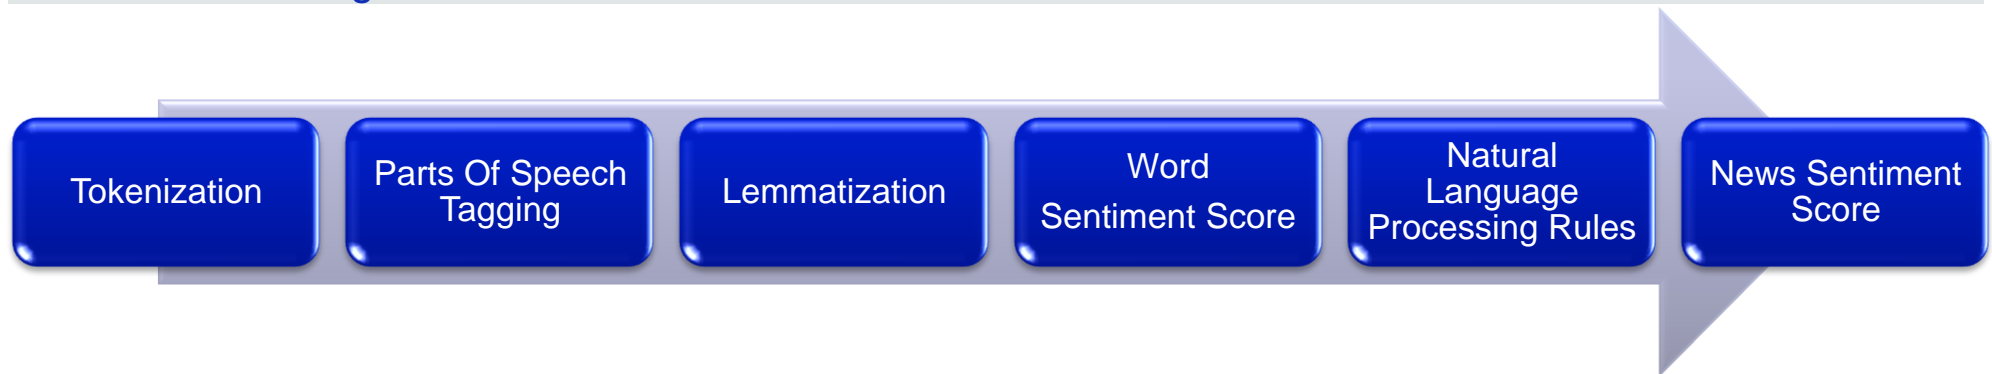 Tokenization
Parts Of Speech
Tagging
Lemmatization
Word
Sentiment Score
Natural
Language
Processing Rules
News Sentiment
Score